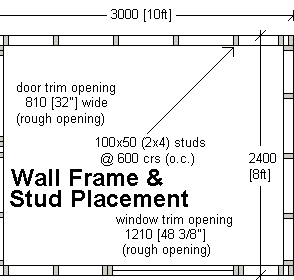 3000 [10ft]
door trim opening
810 [32"] wide
(rough opening)
100x50 (2x4) studs
@ 600 crs (o.c.)
2400
[8ft]
Wall Frame &
Stud Placement
window trim opening
1210 [48 3/8"]
(rough opening)